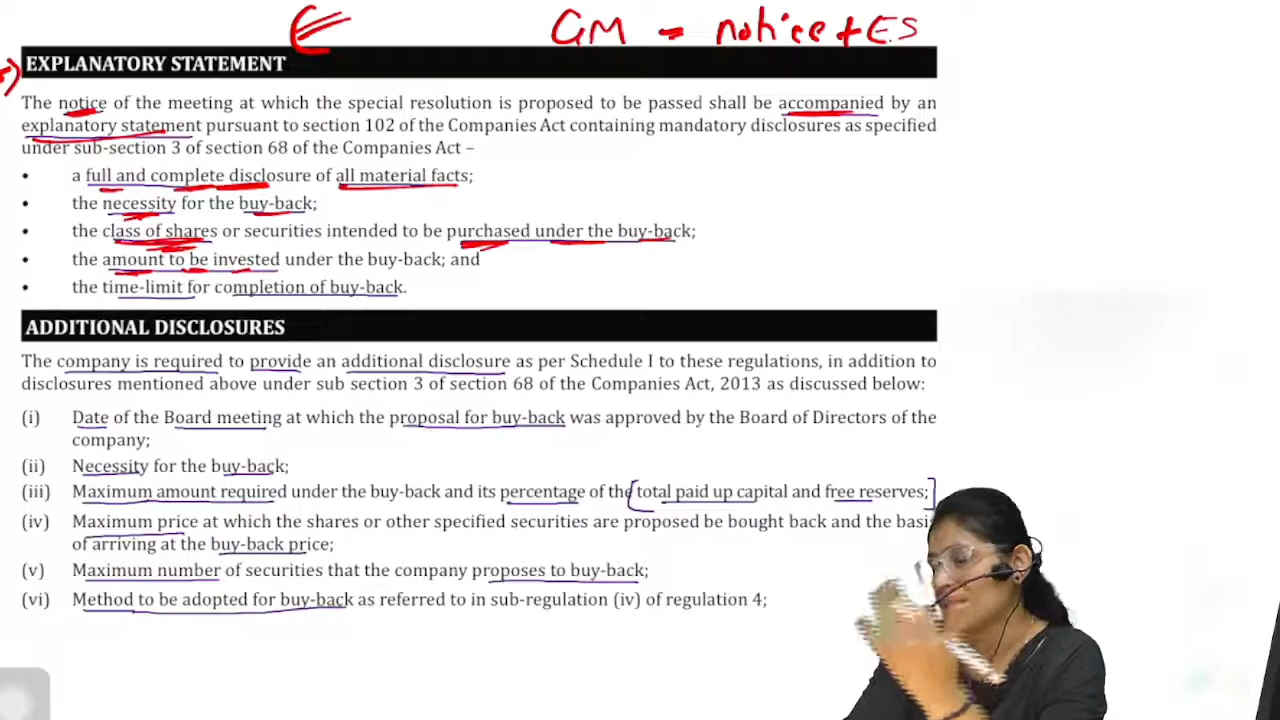 E
GM = notice + E.S
EXPLANATORY STATEMENT
The notice of the meeting at which the special resolution is proposed to be passed shall be accompanied by an
explanatory statement pursuant to section 102 of the Companies Act containing mandatory disclosures as specified
under sub-section 3 of section 68 of the Companies Act –
• a full and complete disclosure of all material facts;
• the necessity for the buy-back;
• the class of shares or securities intended to be purchased under the buy-back;
• the amount to be invested under the buy-back; and
• the time-limit for completion of buy-back.
ADDITIONAL DISCLOSURES
The company is required to provide an additional disclosure as per Schedule I to these regulations, in addition to
disclosures mentioned above under sub section 3 of section 68 of the Companies Act, 2013 as discussed below:
(i) Date of the Board meeting at which the proposal for buy-back was approved by the Board of Directors of the
company;
(ii) Necessity for the buy-back;
(iii) Maximum amount required under the buy-back and its percentage of the total paid up capital and free reserves;
(iv) Maximum price at which the shares or other specified securities are proposed be bought back and the basis
of arriving at the buy-back price;
(v) Maximum number of securities that the company proposes to buy-back;
(vi) Method to be adopted for buy-back as referred to in sub-regulation (iv) of regulation 4;